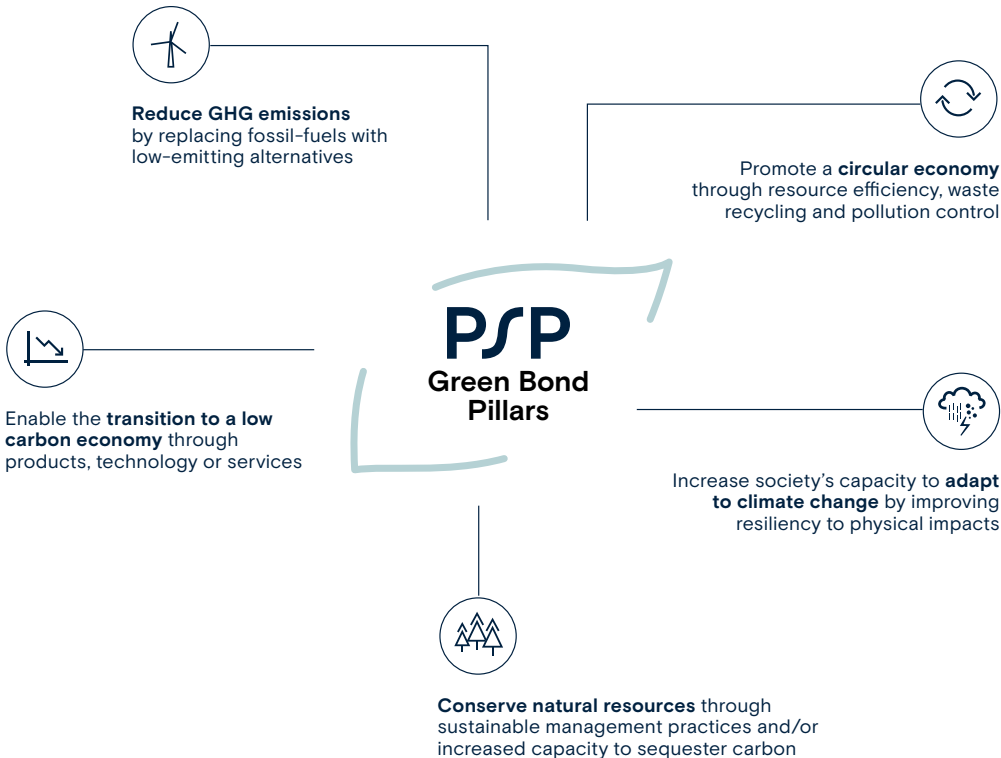 Reduce GHG emissions
by replacing fossil-fuels with
low-emitting alternatives
Promote a circular economy
through resource efficiency, waste
recycling and pollution control
PSP
Green Bond
Pillars
Enable the transition to a low
carbon economy through
products, technology or services
Increase society’s capacity to adapt
to climate change by improving
resiliency to physical impacts
Conserve natural resources through
sustainable management practices and/or
increased capacity to sequester carbon